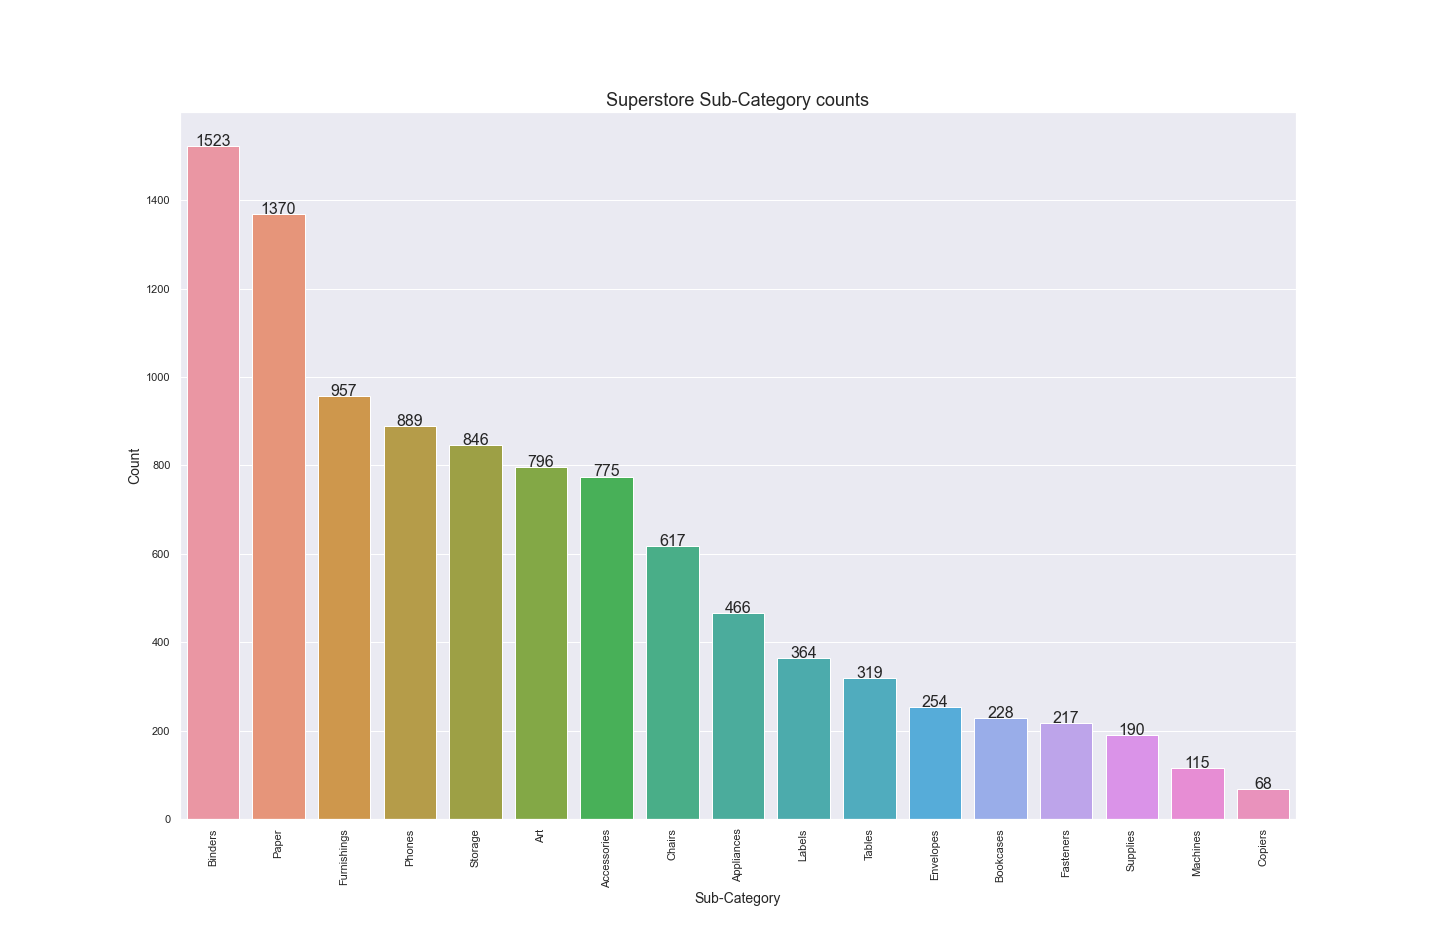 Superstore Sub-Category counts
1523
1370
957
889
846
796
775
617
466
364
319
254
228
217
190
115
68
1400
1200
1000
800
600
400
200
0
Count
Binders
Paper
Furnishings
Phones
Storage
Art
Accessories
Chairs
Appliances
Labels
Tables
Envelopes
Bookcases
Fasteners
Supplies
Machines
Copiers
Sub-Category